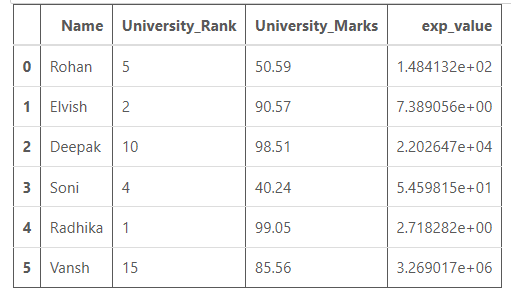 Name University_Rank University_Marks exp_value
0 Rohan 5 50.59 1.484132e+02
1 Elvish 2 90.57 7.389056e+00
2 Deepak 10 98.51 2.202647e+04
3 Soni 4 40.24 5.459815e+01
4 Radhika 1 99.05 2.718282e+00
5 Vansh 15 85.56 3.269017e+06